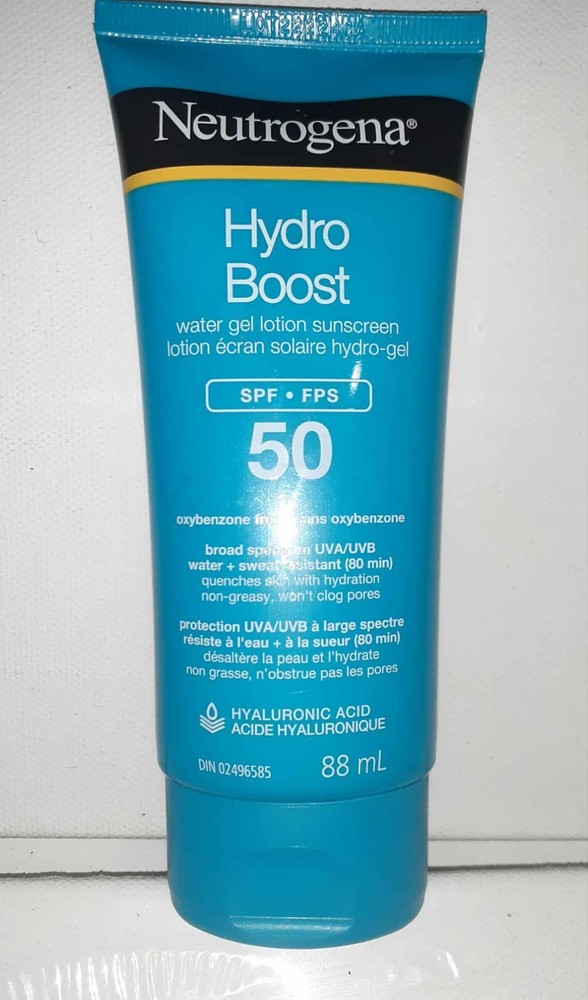 Neutrogena®
Hydro
Boost
water gel lotion sunscreen
lotion écran solaire hydro-gel
SPF • FPS
50
oxybenzone sans oxybenzone
broad spectrum UVA/UVB
water + sweat resistant (80 min)
quenches skin with hydration
non-greasy, won't clog pores
protection UVA/UVB à large spectre
résiste à l'eau + à la sueur (80 min)
désaltère la peau et l'hydrate
non grasse, n'obstrue pas les pores
HYALURONIC ACID
ACIDE HYALURONIQUE
DIN 02496585 88 mL